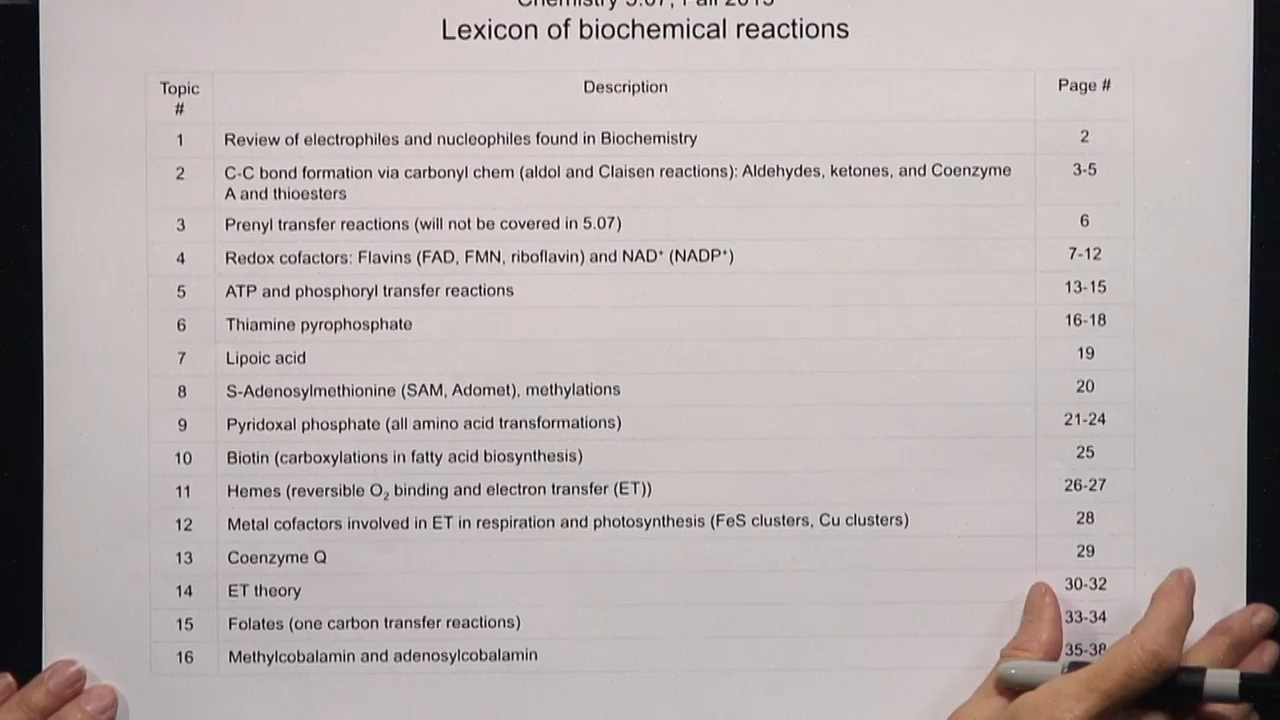 Chemistry 5.07, Fall 2013
Lexicon of biochemical reactions
Topic # Description Page #
1 Review of electrophiles and nucleophiles found in Biochemistry 2
2 C-C bond formation via carbonyl chem (aldol and Claisen reactions): Aldehydes, ketones, and Coenzyme 3-5
A and thioesters
3 Prenyl transfer reactions (will not be covered in 5.07) 6
4 Redox cofactors: Flavins (FAD, FMN, riboflavin) and NAD⁺ (NADP⁺) 7-12
5 ATP and phosphoryl transfer reactions 13-15
6 Thiamine pyrophosphate 16-18
7 Lipoic acid 19
8 S-Adenosylmethionine (SAM, Adomet), methylations 20
9 Pyridoxal phosphate (all amino acid transformations) 21-24
10 Biotin (carboxylations in fatty acid biosynthesis) 25
11 Hemes (reversible O₂ binding and electron transfer (ET)) 26-27
12 Metal cofactors involved in ET in respiration and photosynthesis (FeS clusters, Cu clusters) 28
13 Coenzyme Q 29
14 ET theory 30-32
15 Folates (one carbon transfer reactions) 33-34
16 Methylcobalamin and adenosylcobalamin 35-38